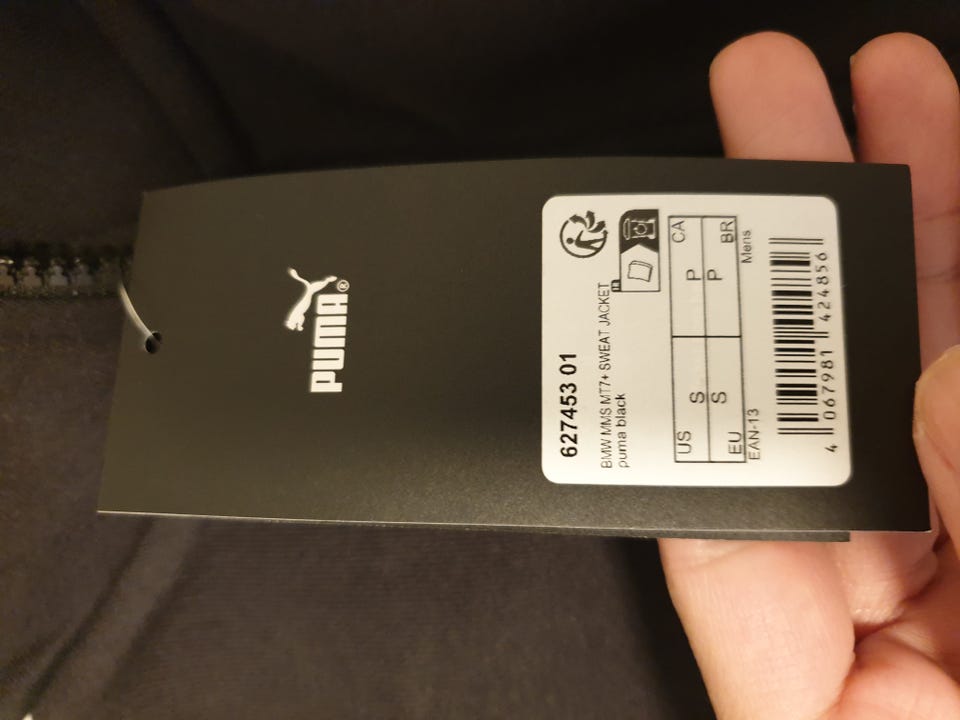 PUMA®
627453 01
BMW MMS MT7+ SWEAT JACKET
puma black
FR
US S P CA
EU S P BR
EAN-13 Mens
4 067981 424856